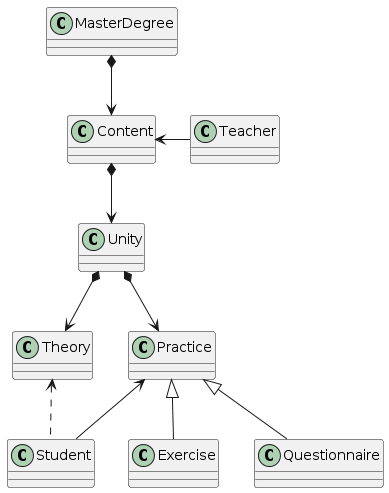 C MasterDegree
C Content
C Teacher
C Unity
C Theory
C Practice
C Student
C Exercise
C Questionnaire